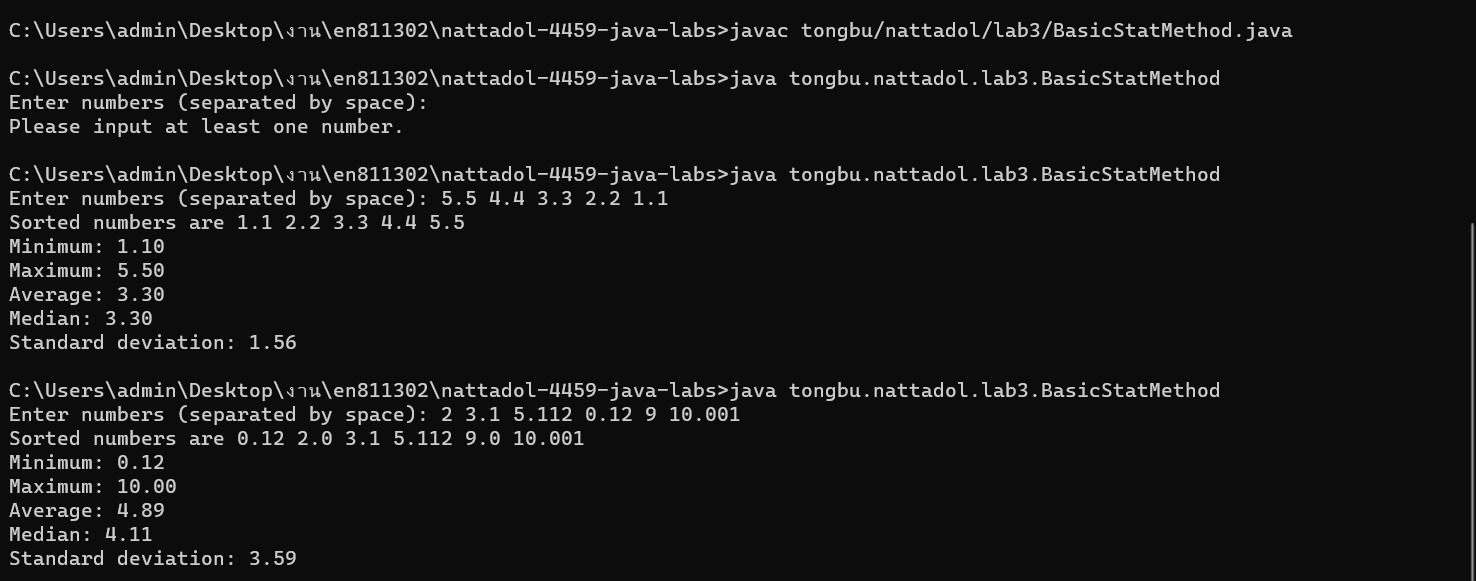 C:\Users\admin\Desktop\งาน\en811302\nattadol-4459-java-labs>javac tongbu/nattadol/lab3/BasicStatMethod.java
C:\Users\admin\Desktop\งาน\en811302\nattadol-4459-java-labs>java tongbu.nattadol.lab3.BasicStatMethod
Enter numbers (separated by space):
Please input at least one number.
C:\Users\admin\Desktop\งาน\en811302\nattadol-4459-java-labs>java tongbu.nattadol.lab3.BasicStatMethod
Enter numbers (separated by space): 5.5 4.4 3.3 2.2 1.1
Sorted numbers are 1.1 2.2 3.3 4.4 5.5
Minimum: 1.10
Maximum: 5.50
Average: 3.30
Median: 3.30
Standard deviation: 1.56
C:\Users\admin\Desktop\งาน\en811302\nattadol-4459-java-labs>java tongbu.nattadol.lab3.BasicStatMethod
Enter numbers (separated by space): 2 3.1 5.112 0.12 9 10.001
Sorted numbers are 0.12 2.0 3.1 5.112 9.0 10.001
Minimum: 0.12
Maximum: 10.00
Average: 4.89
Median: 4.11
Standard deviation: 3.59